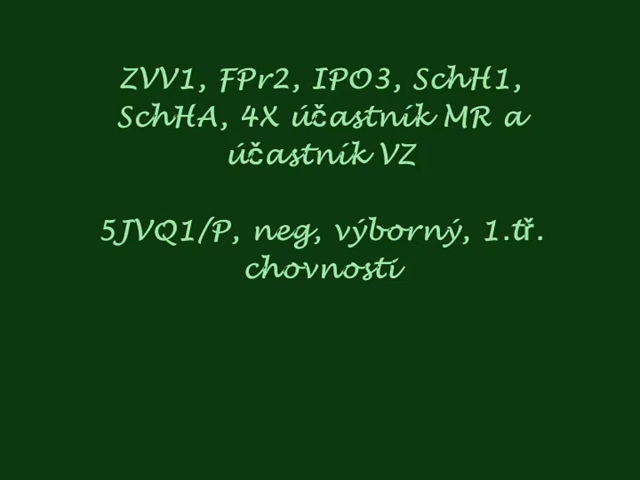 ZVV1, FPr2, IPO3, SchH1,
SchHA, 4X účastník MR a
účastník VZ
5JVQ1/P, neg, výborný, 1.tř.
chovnosti